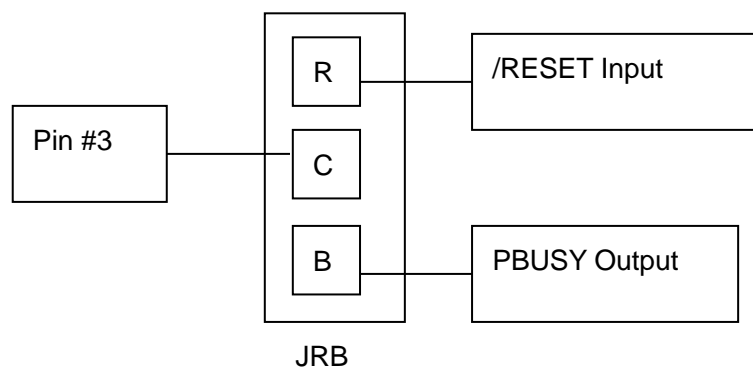 R
/RESET Input
Pin #3
C
B
PBUSY Output
JRB